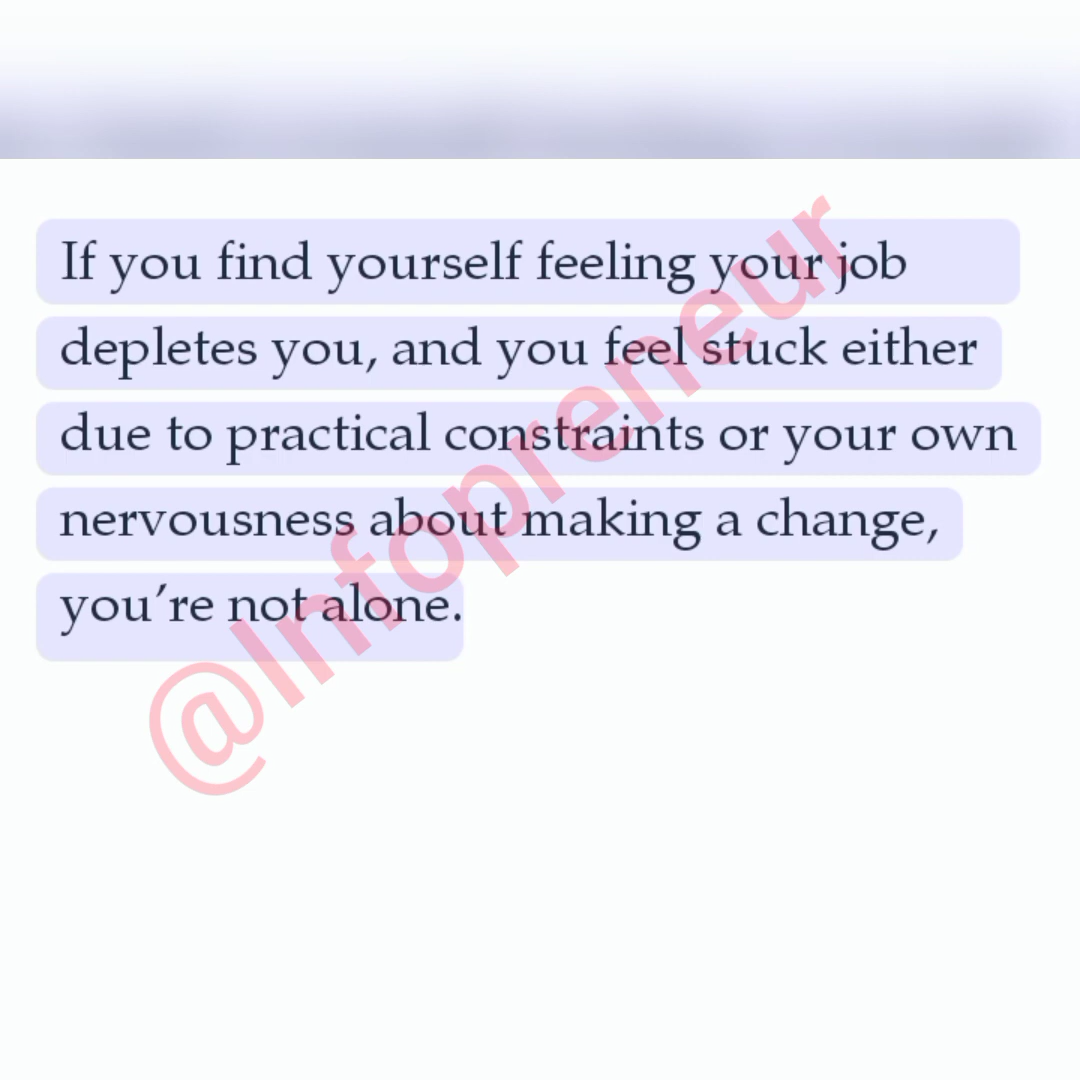 If you find yourself feeling your job
depletes you, and you feel stuck either
due to practical constraints or your own
nervousness about making a change,
you’re not alone.
@Infopreneur